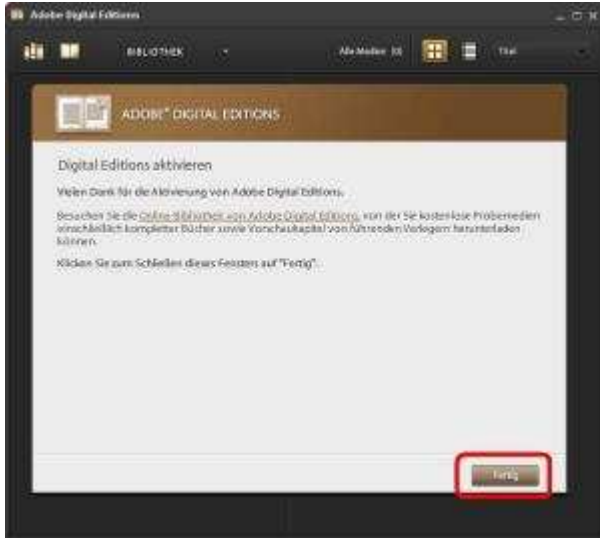 Adobe Digital Editions
BIBLIOTHEK
Alle Medien (0)
Titel
ADOBE® DIGITAL EDITIONS
Digital Editions aktivieren
Vielen Dank für die Aktivierung von Adobe Digital Editions.
Besuchen Sie die Online-Bibliothek von Adobe Digital Editions, von der Sie kostenlose Probemedien
einschließlich kompletter Bücher sowie Vorschaukapitel von führenden Verlegern herunterladen
können.
Klicken Sie zum Schließen dieses Fensters auf "Fertig".
Fertig